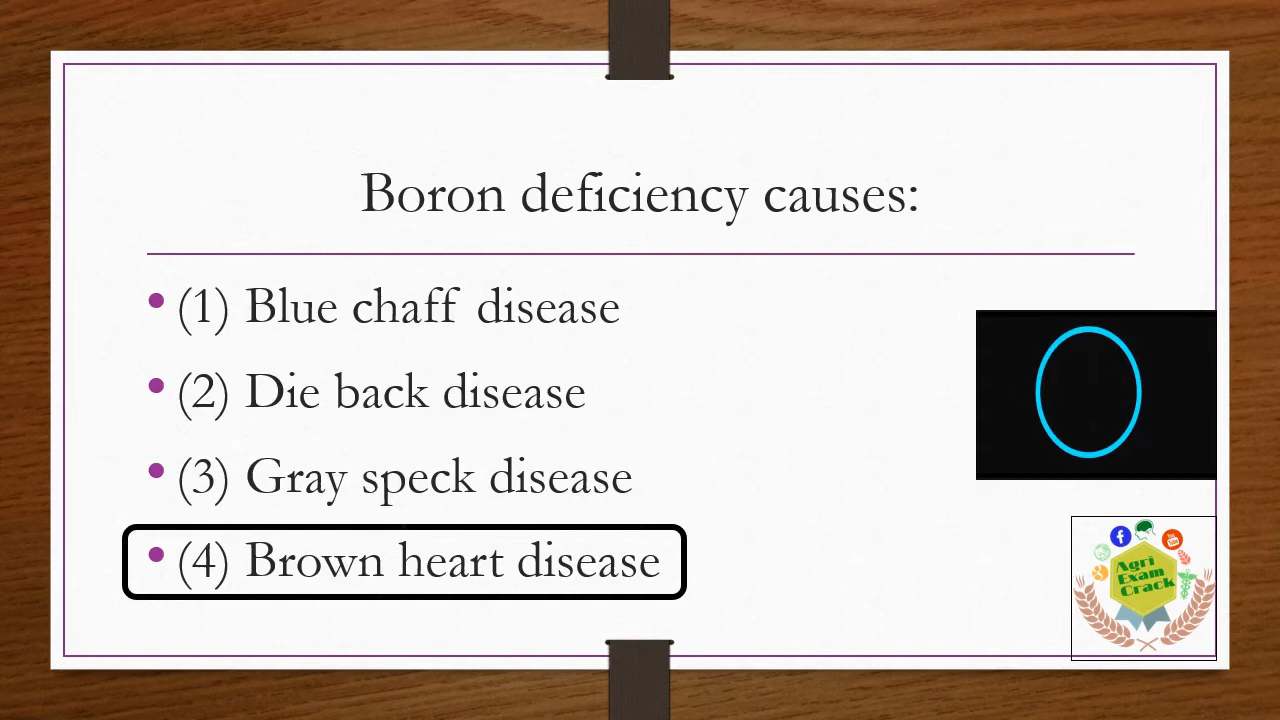 Boron deficiency causes:
• (1) Blue chaff disease
• (2) Die back disease
• (3) Gray speck disease
• (4) Brown heart disease
Agri
Exam
Crack